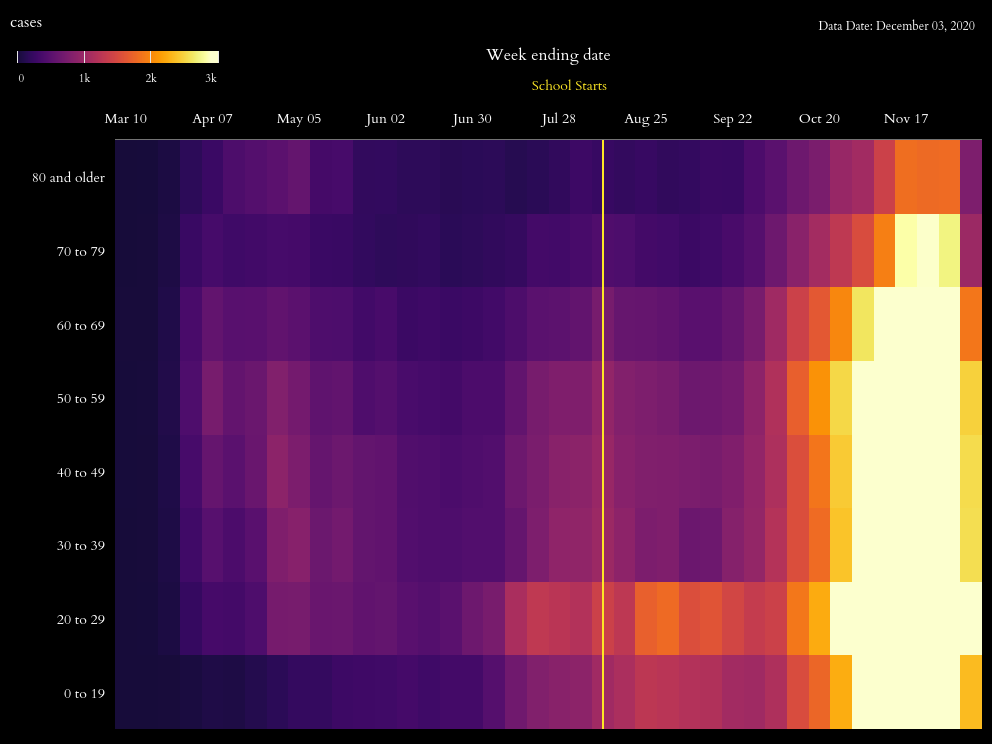 cases
Data Date: December 03, 2020
0 1k 2k 3k
Week ending date
School Starts
Mar 10 Apr 07 May 05 Jun 02 Jun 30 Jul 28 Aug 25 Sep 22 Oct 20 Nov 17
80 and older
70 to 79
60 to 69
50 to 59
40 to 49
30 to 39
20 to 29
0 to 19